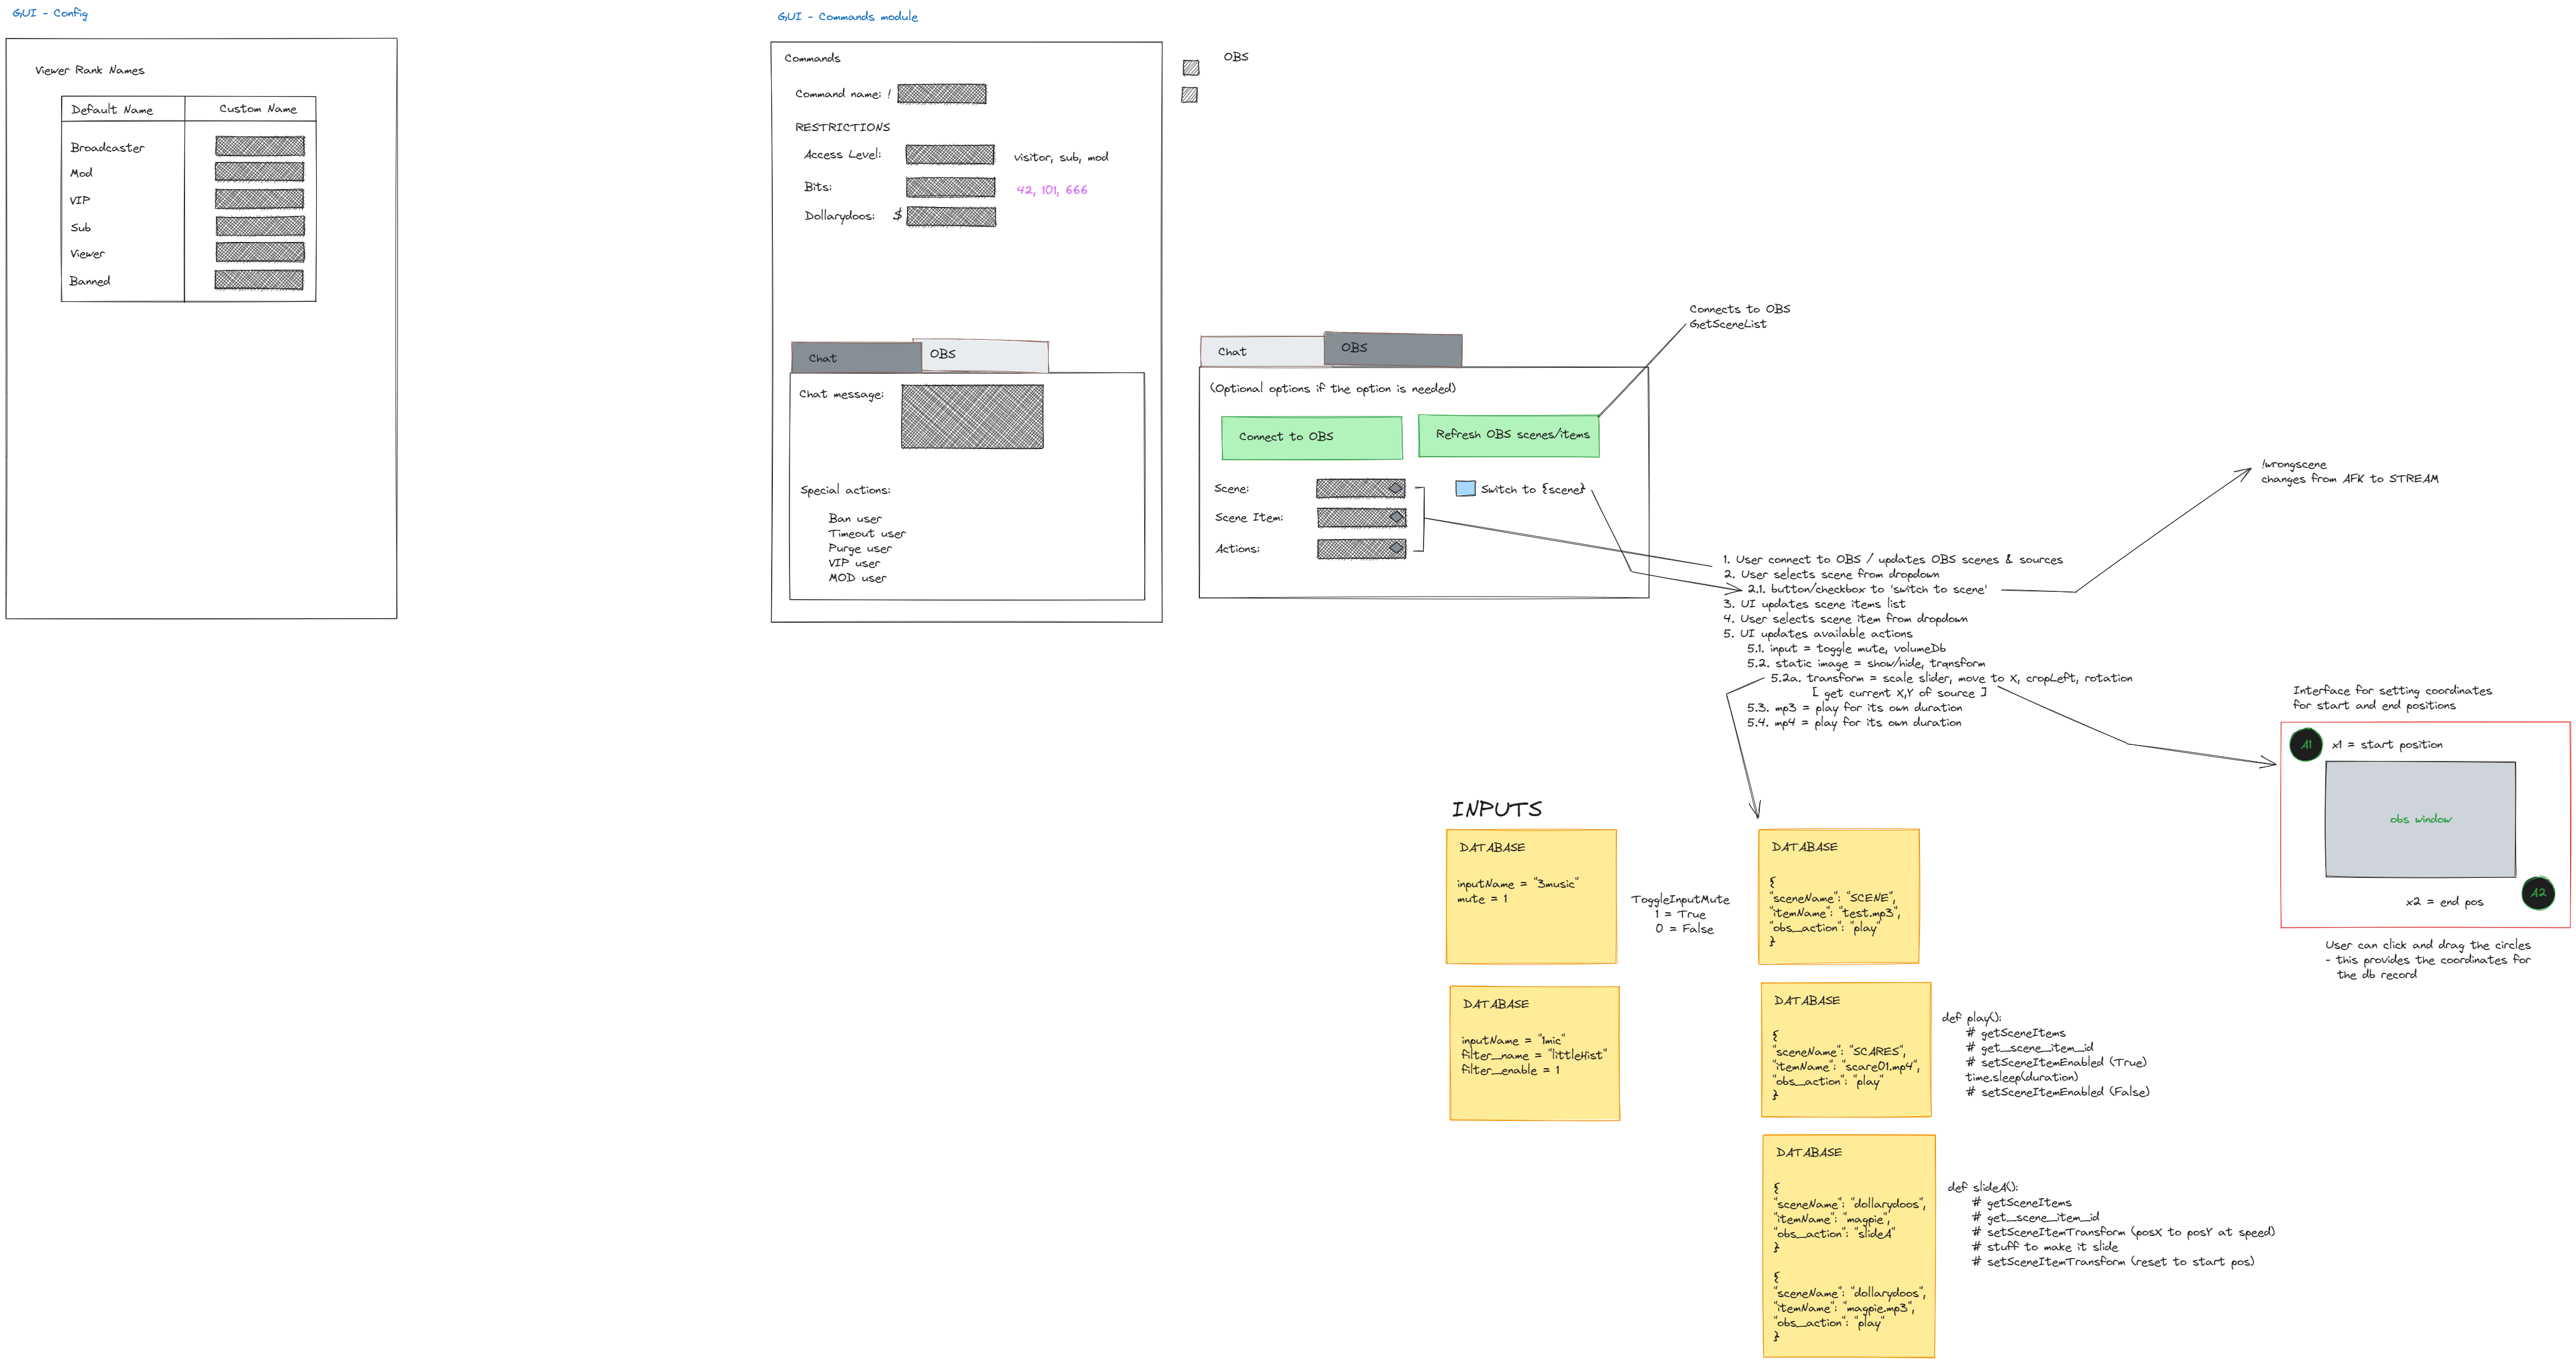 GUI - Config
Viewer Rank Names
Default Name
Custom Name
Broadcaster
Mod
VIP
Sub
Viewer
Banned
GUI - Commands module
Commands
Command name: !
RESTRICTIONS
Access Level:
visitor, sub, mod
Bits:
42, 101, 666
Dollarydoos: $
OBS
Chat
OBS
Chat message:
Special actions:
Ban user
Timeout user
Purge user
VIP user
MOD user
Chat
OBS
(Optional options if the option is needed)
Connect to OBS
Refresh OBS scenes/items
Scene:
Switch to {scene}
Scene Item:
Actions:
Connects to OBS
GetSceneList
!wrongscene
changes from AFK to STREAM
1. User connect to OBS / updates OBS scenes & sources
2. User selects scene from dropdown
2.1. button/checkbox to 'switch to scene'
3. UI updates scene items list
4. User selects scene item from dropdown
5. UI updates available actions
5.1. input = toggle mute, volumeDb
5.2. static image = show/hide, transform
5.2a. transform = scale slider, move to x, cropLeft, rotation
[ get current X,Y of source ]
5.3. mp3 = play for its own duration
5.4. mp4 = play for its own duration
Interface for setting coordinates
for start and end positions
A1
x1 = start position
obs window
A2
x2 = end pos
User can click and drag the circles
- this provides the coordinates for
the db record
INPUTS
DATABASE
inputName = "3music"
mute = 1
ToggleInputMute
1 = True
0 = False
DATABASE
inputName = "1mic"
filter_name = "littleHist"
filter_enable = 1
DATABASE
{
"sceneName": "SCENE",
"itemName": "test.mp3",
"obs_action": "play"
}
DATABASE
{
"sceneName": "SCARES",
"itemName": "scare01.mp4",
"obs_action": "play"
}
def play():
# getSceneItems
# get_scene_item_id
# setSceneItemEnabled (True)
time.sleep(duration)
# setSceneItemEnabled (False)
DATABASE
{
"sceneName": "dollarydoos",
"itemName": "magpie",
"obs_action": "slideA"
}
{
"sceneName": "dollarydoos",
"itemName": "magpie.mp3",
"obs_action": "play"
}
def slideA():
# getSceneItems
# get_scene_item_id
# setSceneItemTransform (posX to posY at speed)
# stuff to make it slide
# setSceneItemTransform (reset to start pos)